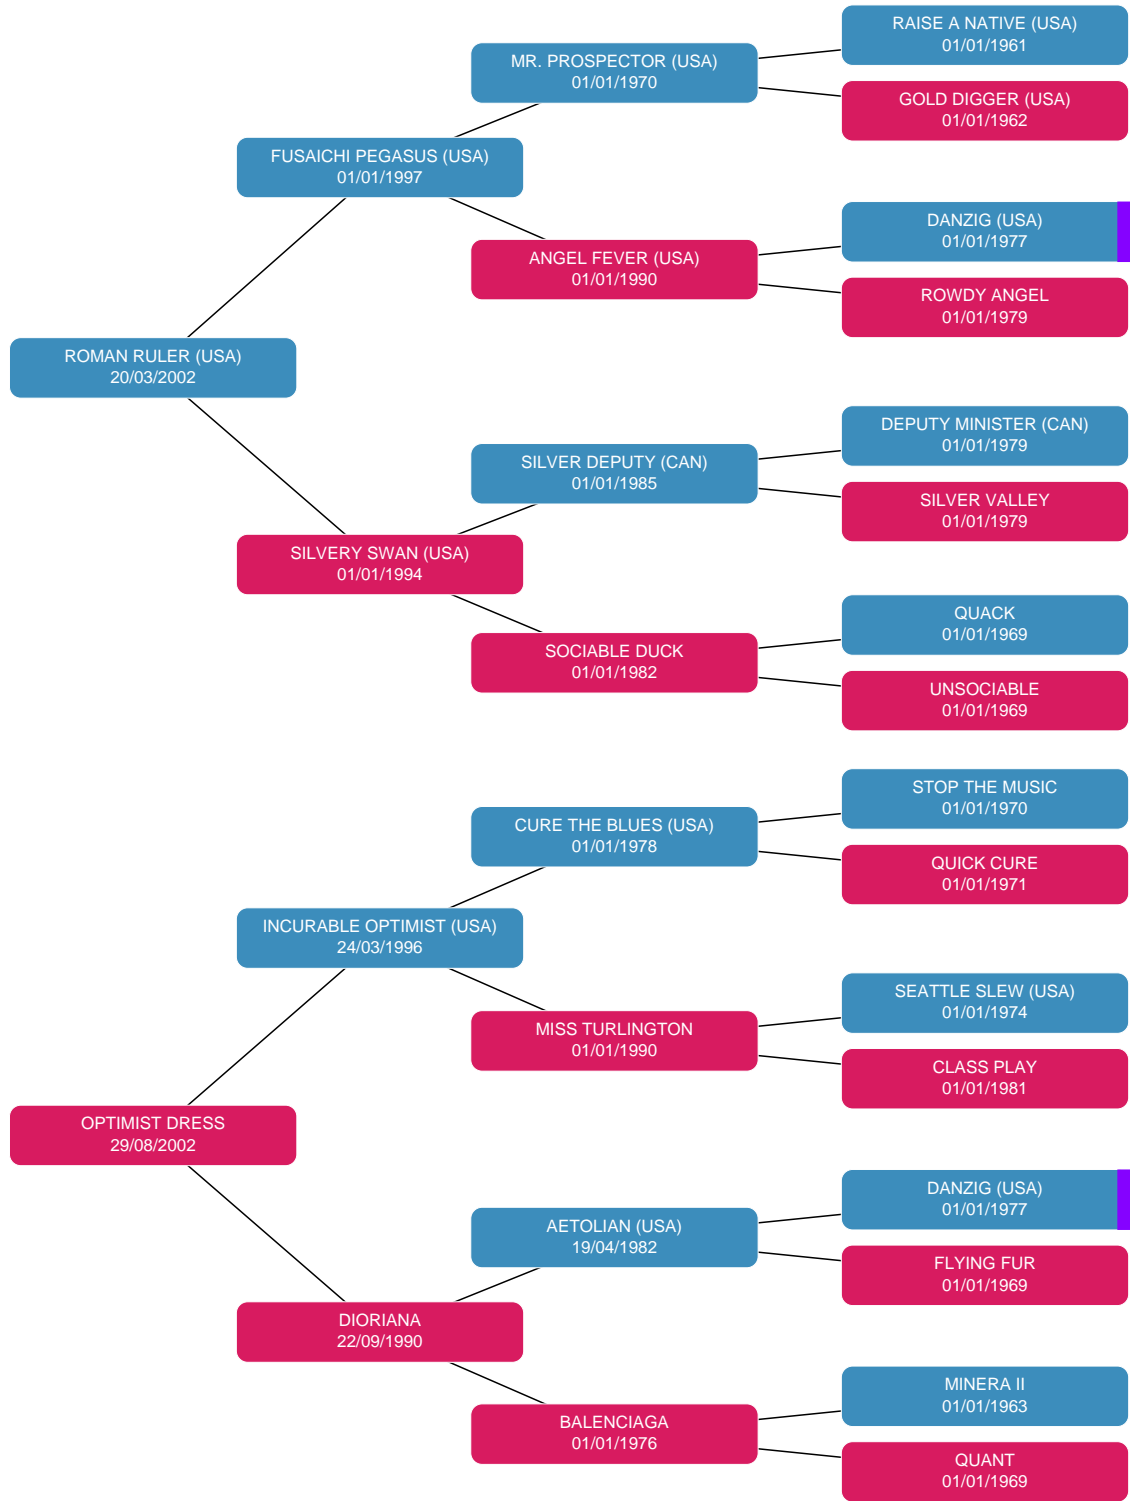 RAISE A NATIVE (USA)
01/01/1961
MR. PROSPECTOR (USA)
01/01/1970
GOLD DIGGER (USA)
01/01/1962
FUSAICHI PEGASUS (USA)
01/01/1997
DANZIG (USA)
01/01/1977
ANGEL FEVER (USA)
01/01/1990
ROWDY ANGEL
01/01/1979
ROMAN RULER (USA)
20/03/2002
DEPUTY MINISTER (CAN)
01/01/1979
SILVER DEPUTY (CAN)
01/01/1985
SILVER VALLEY
01/01/1979
SILVERY SWAN (USA)
01/01/1994
QUACK
01/01/1969
SOCIABLE DUCK
01/01/1982
UNSOCIABLE
01/01/1969
STOP THE MUSIC
01/01/1970
CURE THE BLUES (USA)
01/01/1978
QUICK CURE
01/01/1971
INCURABLE OPTIMIST (USA)
24/03/1996
SEATTLE SLEW (USA)
01/01/1974
MISS TURLINGTON
01/01/1990
CLASS PLAY
01/01/1981
OPTIMIST DRESS
29/08/2002
DANZIG (USA)
01/01/1977
AETOLIAN (USA)
19/04/1982
FLYING FUR
01/01/1969
DIORIANA
22/09/1990
MINERA II
01/01/1963
BALENCIAGA
01/01/1976
QUANT
01/01/1969